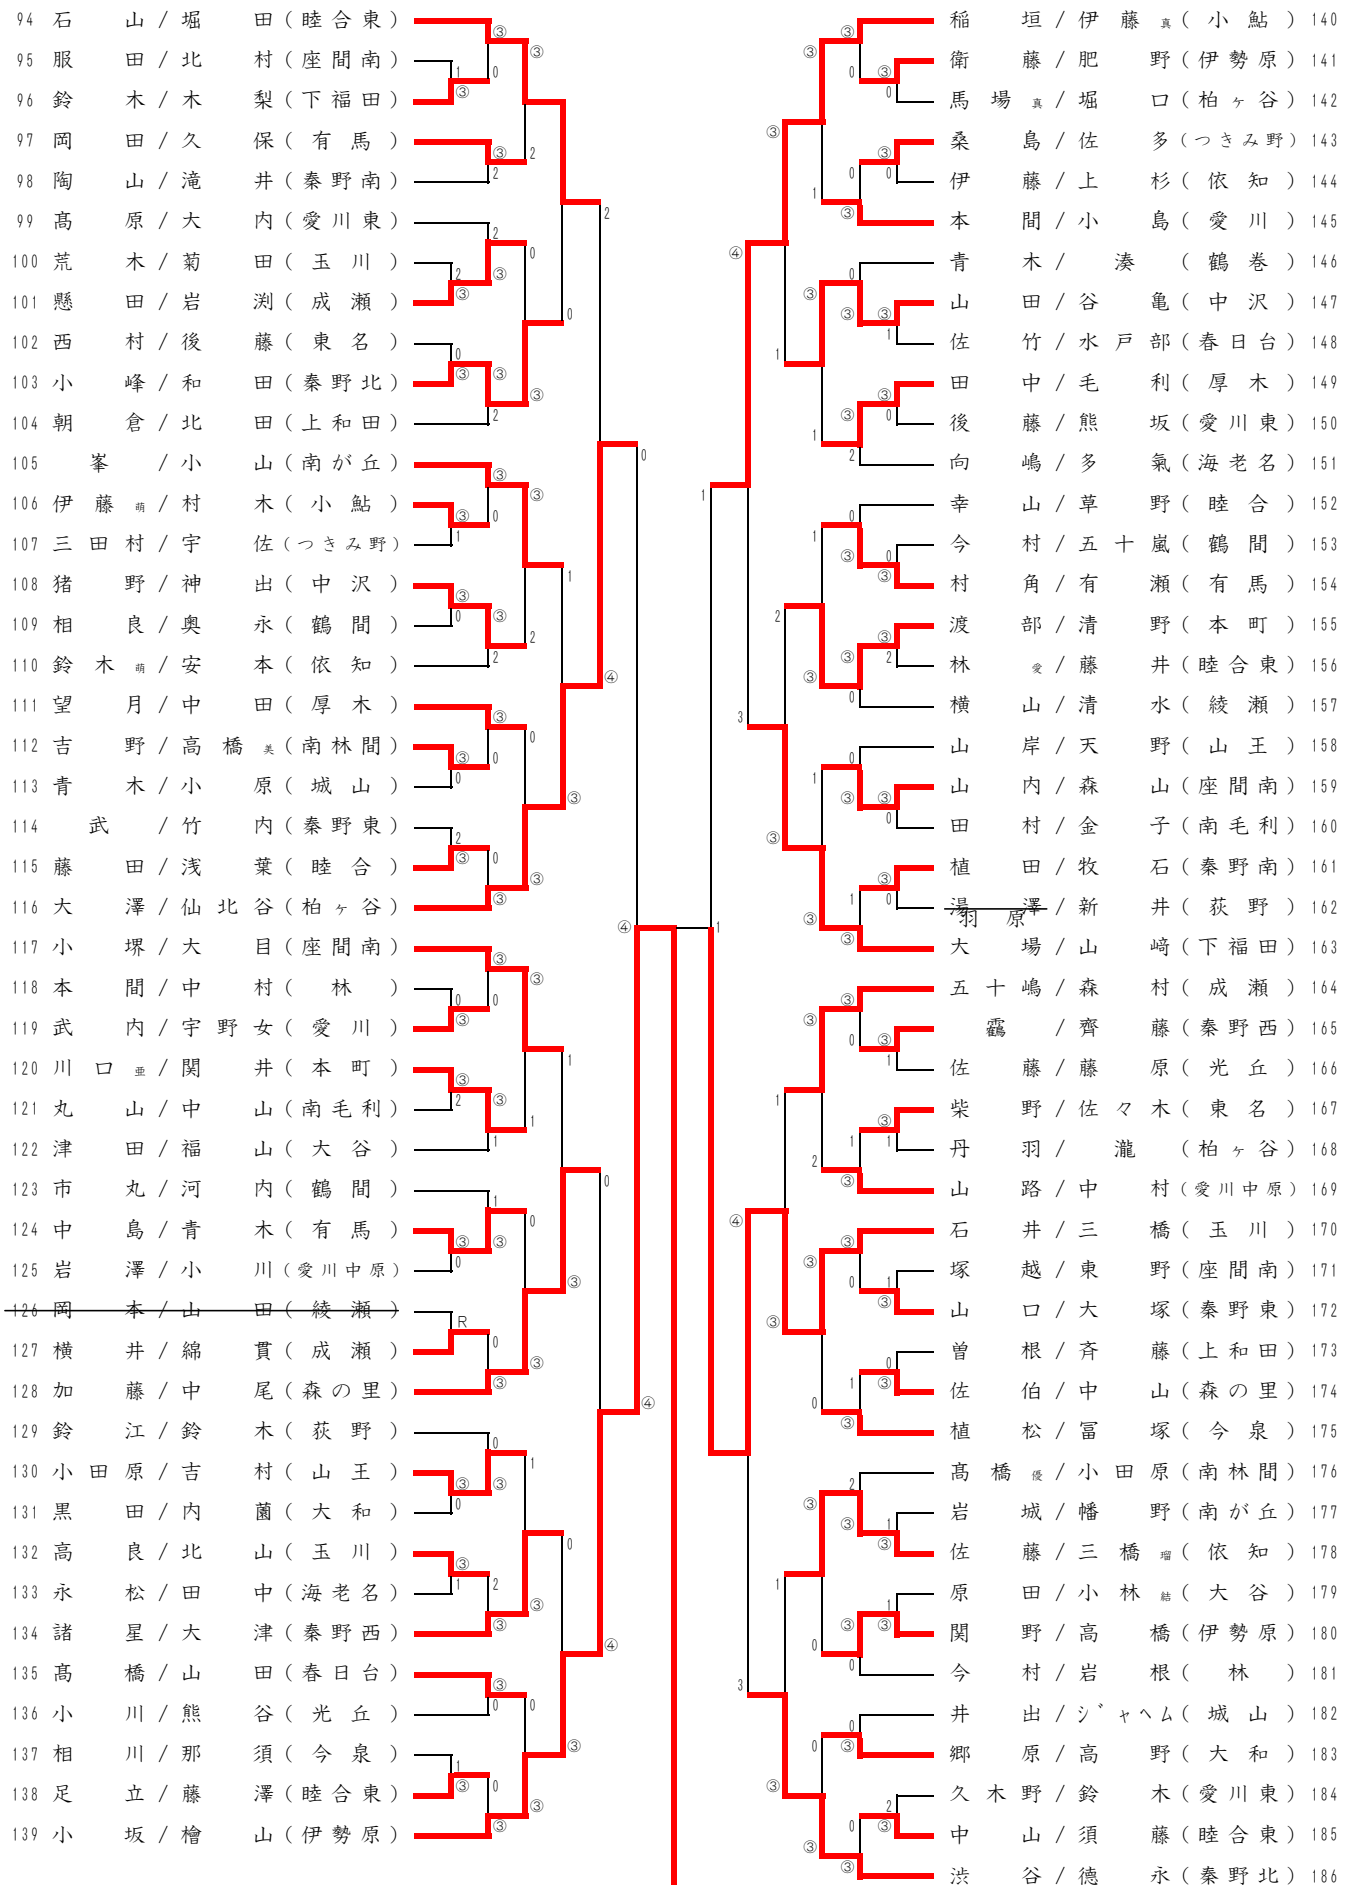 94 石山/堀田(睦合東)
95 服田/北村(座間南)
96 鈴木/木梨(下福田)
97 岡田/久保(有馬)
98 陶山/滝井(秦野南)
99 髙原/大内(愛川東)
100 荒木/菊田(玉川)
101 懸田/岩渕(成瀬)
102 西村/後藤(東名)
103 小峰/和田(秦野北)
104 朝倉/北田(上和田)
105 峯/小山(南が丘)
106 伊藤萌/村木(小鮎)
107 三田村/宇佐(つきみ野)
108 猪野/神出(中沢)
109 相良/奥永(鶴間)
110 鈴木萌/安本(依知)
111 望月/中田(厚木)
112 吉野/高橋美(南林間)
113 青木/小原(城山)
114 武/竹内(秦野東)
115 藤田/浅葉(睦合)
116 大澤/仙北谷(柏ヶ谷)
117 小堺/大目(座間南)
118 本間/中村(林)
119 武内/宇野女(愛川)
120 川口亜/関井(本町)
121 丸山/中山(南毛利)
122 津田/福山(大谷)
123 市丸/河内(鶴間)
124 中島/青木(有馬)
125 岩澤/小川(愛川中原)
126 岡本/山田(綾瀬)
127 横井/綿貫(成瀬)
128 加藤/中尾(森の里)
129 鈴江/鈴木(荻野)
130 小田原/吉村(山王)
131 黒田/内薗(大和)
132 高良/北山(玉川)
133 永松/田中(海老名)
134 諸星/大津(秦野西)
135 髙橋/山田(春日台)
136 小川/熊谷(光丘)
137 相川/那須(今泉)
138 足立/藤澤(睦合東)
139 小坂/檜山(伊勢原)
稲垣/伊藤真(小鮎) 140
衛藤/肥野(伊勢原) 141
馬場真/堀口(柏ヶ谷) 142
桑島/佐多(つきみ野) 143
伊藤/上杉(依知) 144
本間/小島(愛川) 145
青木/湊(鶴巻) 146
山田/谷亀(中沢) 147
佐竹/水戸部(春日台) 148
田中/毛利(厚木) 149
後藤/熊坂(愛川東) 150
向嶋/多氣(海老名) 151
幸山/草野(睦合) 152
今村/五十嵐(鶴間) 153
村角/有瀬(有馬) 154
渡部/清野(本町) 155
林愛/藤井(睦合東) 156
横山/清水(綾瀬) 157
山岸/天野(山王) 158
山内/森山(座間南) 159
田村/金子(南毛利) 160
植田/牧石(秦野南) 161
湯澤/新井(荻野) 162
羽原
大場/山﨑(下福田) 163
五十嶋/森村(成瀬) 164
靍/齊藤(秦野西) 165
佐藤/藤原(光丘) 166
柴野/佐々木(東名) 167
丹羽/瀧(柏ヶ谷) 168
山路/中村(愛川中原) 169
石井/三橋(玉川) 170
塚越/東野(座間南) 171
山口/大塚(秦野東) 172
曽根/斉藤(上和田) 173
佐伯/中山(森の里) 174
植松/冨塚(今泉) 175
髙橋優/小田原(南林間) 176
岩城/幡野(南が丘) 177
佐藤/三橋瑠(依知) 178
原田/小林結(大谷) 179
関野/高橋(伊勢原) 180
今村/岩根(林) 181
井出/ジャヘム(城山) 182
郷原/高野(大和) 183
久木野/鈴木(愛川東) 184
中山/須藤(睦合東) 185
渋谷/徳永(秦野北) 186